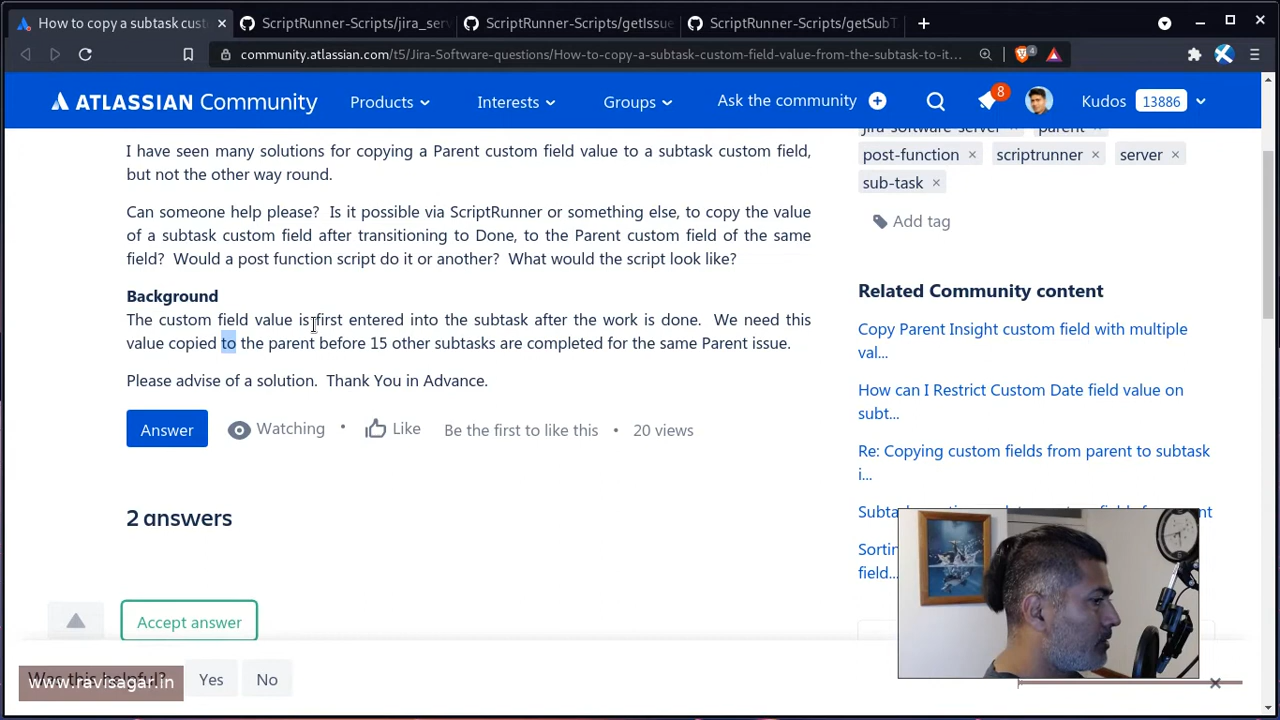 How to copy a subtask cust
ScriptRunner-Scripts/jira_serv
ScriptRunner-Scripts/getIssue
ScriptRunner-Scripts/getSubT
community.atlassian.com/t5/Jira-Software-questions/How-to-copy-a-subtask-custom-field-value-from-the-subtask-to-it...
4
ATLASSIAN Community
Products
Interests
Groups
Ask the community
8
Kudos
13886
jira-software-server
parent
post-function
scriptrunner
server
sub-task
Add tag
I have seen many solutions for copying a Parent custom field value to a subtask custom field,
but not the other way round.
Can someone help please? Is it possible via ScriptRunner or something else, to copy the value
of a subtask custom field after transitioning to Done, to the Parent custom field of the same
field? Would a post function script do it or another? What would the script look like?
Background
The custom field value is first entered into the subtask after the work is done. We need this
value copied to the parent before 15 other subtasks are completed for the same Parent issue.
Please advise of a solution. Thank You in Advance.
Answer
Watching
Like
Be the first to like this
20 views
2 answers
Accept answer
Related Community content
Copy Parent Insight custom field with multiple
val...
How can I Restrict Custom Date field value on
subt...
Re: Copying custom fields from parent to subtask
i...
field...
Was this helpful?
Yes
No
www.ravisagar.in